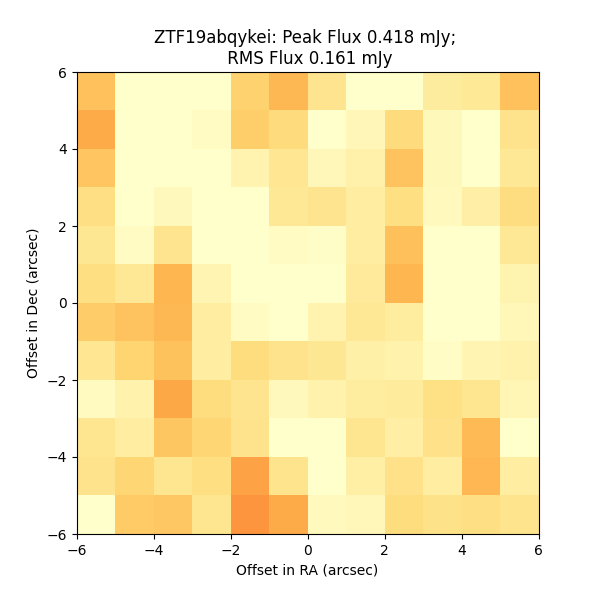 ZTF19abqykei: Peak Flux 0.418 mJy;
RMS Flux 0.161 mJy
6
4
2
0
−2
−4
−6
Offset in Dec (arcsec)
−6 −4 −2 0 2 4 6
Offset in RA (arcsec)